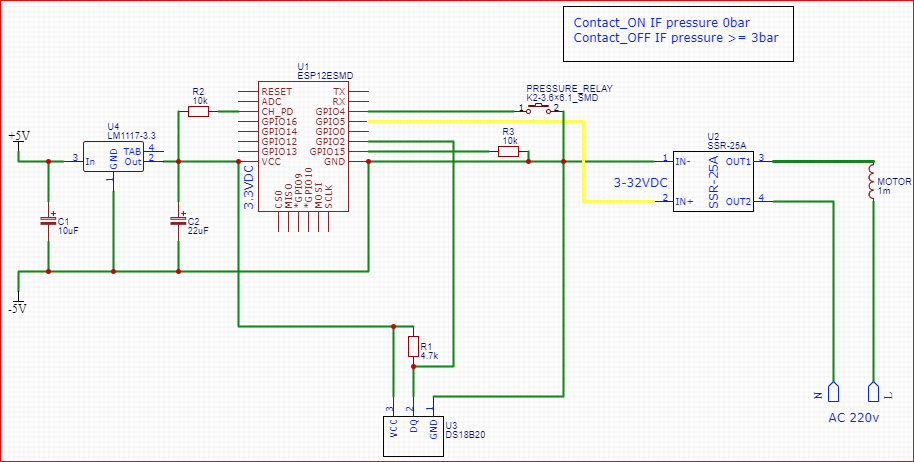 Contact_ON IF pressure 0bar
Contact_OFF IF pressure >= 3bar
U1
ESP12ESMD
RESET
ADC
CH_PD
GPIO16
GPIO14
GPIO12
GPIO13
VCC
TX
RX
GPIO4
GPIO5
GPIO0
GPIO2
GPIO15
GND
CS0
MISO
*GPIO9
*GPIO10
MOSI
SCLK
R2
10k
PRESSURE_RELAY
K2-3.6×6.1_SMD
1
2
R3
10k
+5V
U4
LM1117-3.3
3
In
GND
TAB
4
Out
2
1
3.3VDC
C1
10uF
C2
22uF
-5V
U2
SSR-25A
1
IN-
OUT1
3
SSR-25A
3-32VDC
2
IN+
OUT2
4
MOTOR
1m
R1
4.7k
3
2
1
VCC
DQ
GND
U3
DS18B20
N
L
AC 220v